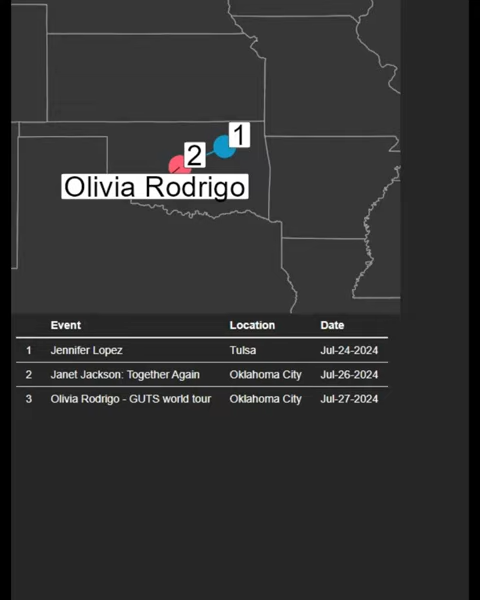 1
2
Olivia Rodrigo
Event Location Date
1 Jennifer Lopez Tulsa Jul-24-2024
2 Janet Jackson: Together Again Oklahoma City Jul-26-2024
3 Olivia Rodrigo - GUTS world tour Oklahoma City Jul-27-2024